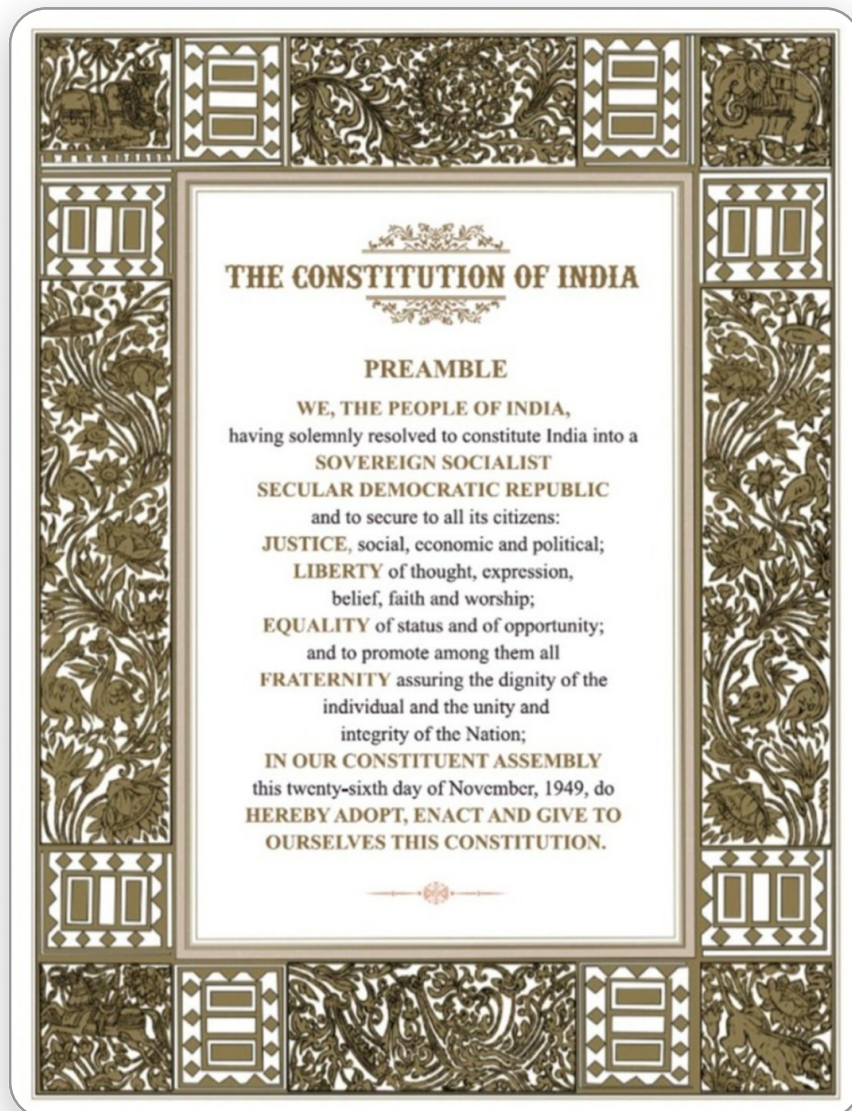 THE CONSTITUTION OF INDIA
PREAMBLE
WE, THE PEOPLE OF INDIA,
having solemnly resolved to constitute India into a
SOVEREIGN SOCIALIST
SECULAR DEMOCRATIC REPUBLIC
and to secure to all its citizens:
JUSTICE, social, economic and political;
LIBERTY of thought, expression,
belief, faith and worship;
EQUALITY of status and of opportunity;
and to promote among them all
FRATERNITY assuring the dignity of the
individual and the unity and
integrity of the Nation;
IN OUR CONSTITUENT ASSEMBLY
this twenty-sixth day of November, 1949, do
HEREBY ADOPT, ENACT AND GIVE TO
OURSELVES THIS CONSTITUTION.